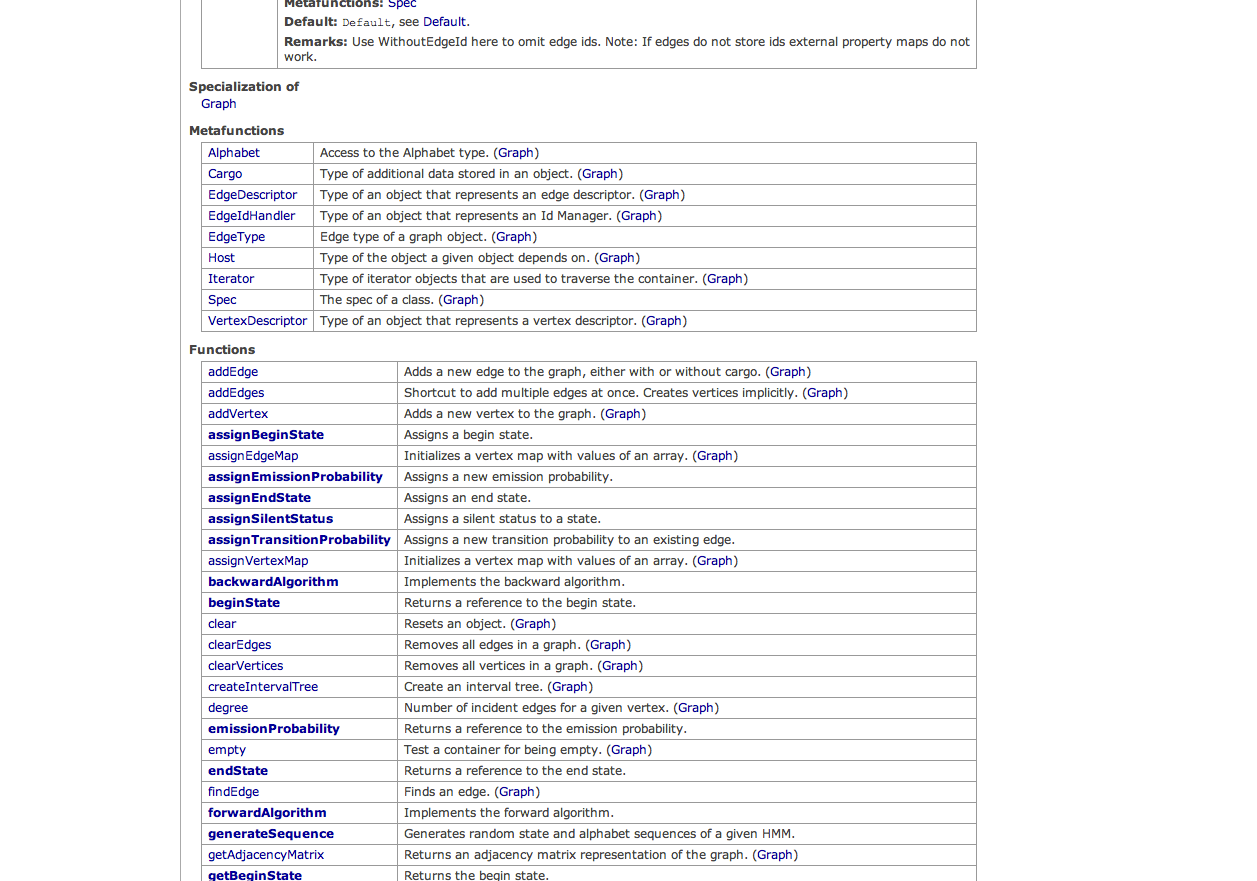 Metafunctions: Spec
Default: Default, see Default.
Remarks: Use WithoutEdgeId here to omit edge ids. Note: If edges do not store ids external property maps do not
work.
Specialization of
Graph
Metafunctions
Alphabet Access to the Alphabet type. (Graph)
Cargo Type of additional data stored in an object. (Graph)
EdgeDescriptor Type of an object that represents an edge descriptor. (Graph)
EdgeIdHandler Type of an object that represents an Id Manager. (Graph)
EdgeType Edge type of a graph object. (Graph)
Host Type of the object a given object depends on. (Graph)
Iterator Type of iterator objects that are used to traverse the container. (Graph)
Spec The spec of a class. (Graph)
VertexDescriptor Type of an object that represents a vertex descriptor. (Graph)
Functions
addEdge Adds a new edge to the graph, either with or without cargo. (Graph)
addEdges Shortcut to add multiple edges at once. Creates vertices implicitly. (Graph)
addVertex Adds a new vertex to the graph. (Graph)
assignBeginState Assigns a begin state.
assignEdgeMap Initializes a vertex map with values of an array. (Graph)
assignEmissionProbability Assigns a new emission probability.
assignEndState Assigns an end state.
assignSilentStatus Assigns a silent status to a state.
assignTransitionProbability Assigns a new transition probability to an existing edge.
assignVertexMap Initializes a vertex map with values of an array. (Graph)
backwardAlgorithm Implements the backward algorithm.
beginState Returns a reference to the begin state.
clear Resets an object. (Graph)
clearEdges Removes all edges in a graph. (Graph)
clearVertices Removes all vertices in a graph. (Graph)
createIntervalTree Create an interval tree. (Graph)
degree Number of incident edges for a given vertex. (Graph)
emissionProbability Returns a reference to the emission probability.
empty Test a container for being empty. (Graph)
endState Returns a reference to the end state.
findEdge Finds an edge. (Graph)
forwardAlgorithm Implements the forward algorithm.
generateSequence Generates random state and alphabet sequences of a given HMM.
getAdjacencyMatrix Returns an adjacency matrix representation of the graph. (Graph)
getBeginState Returns the begin state.